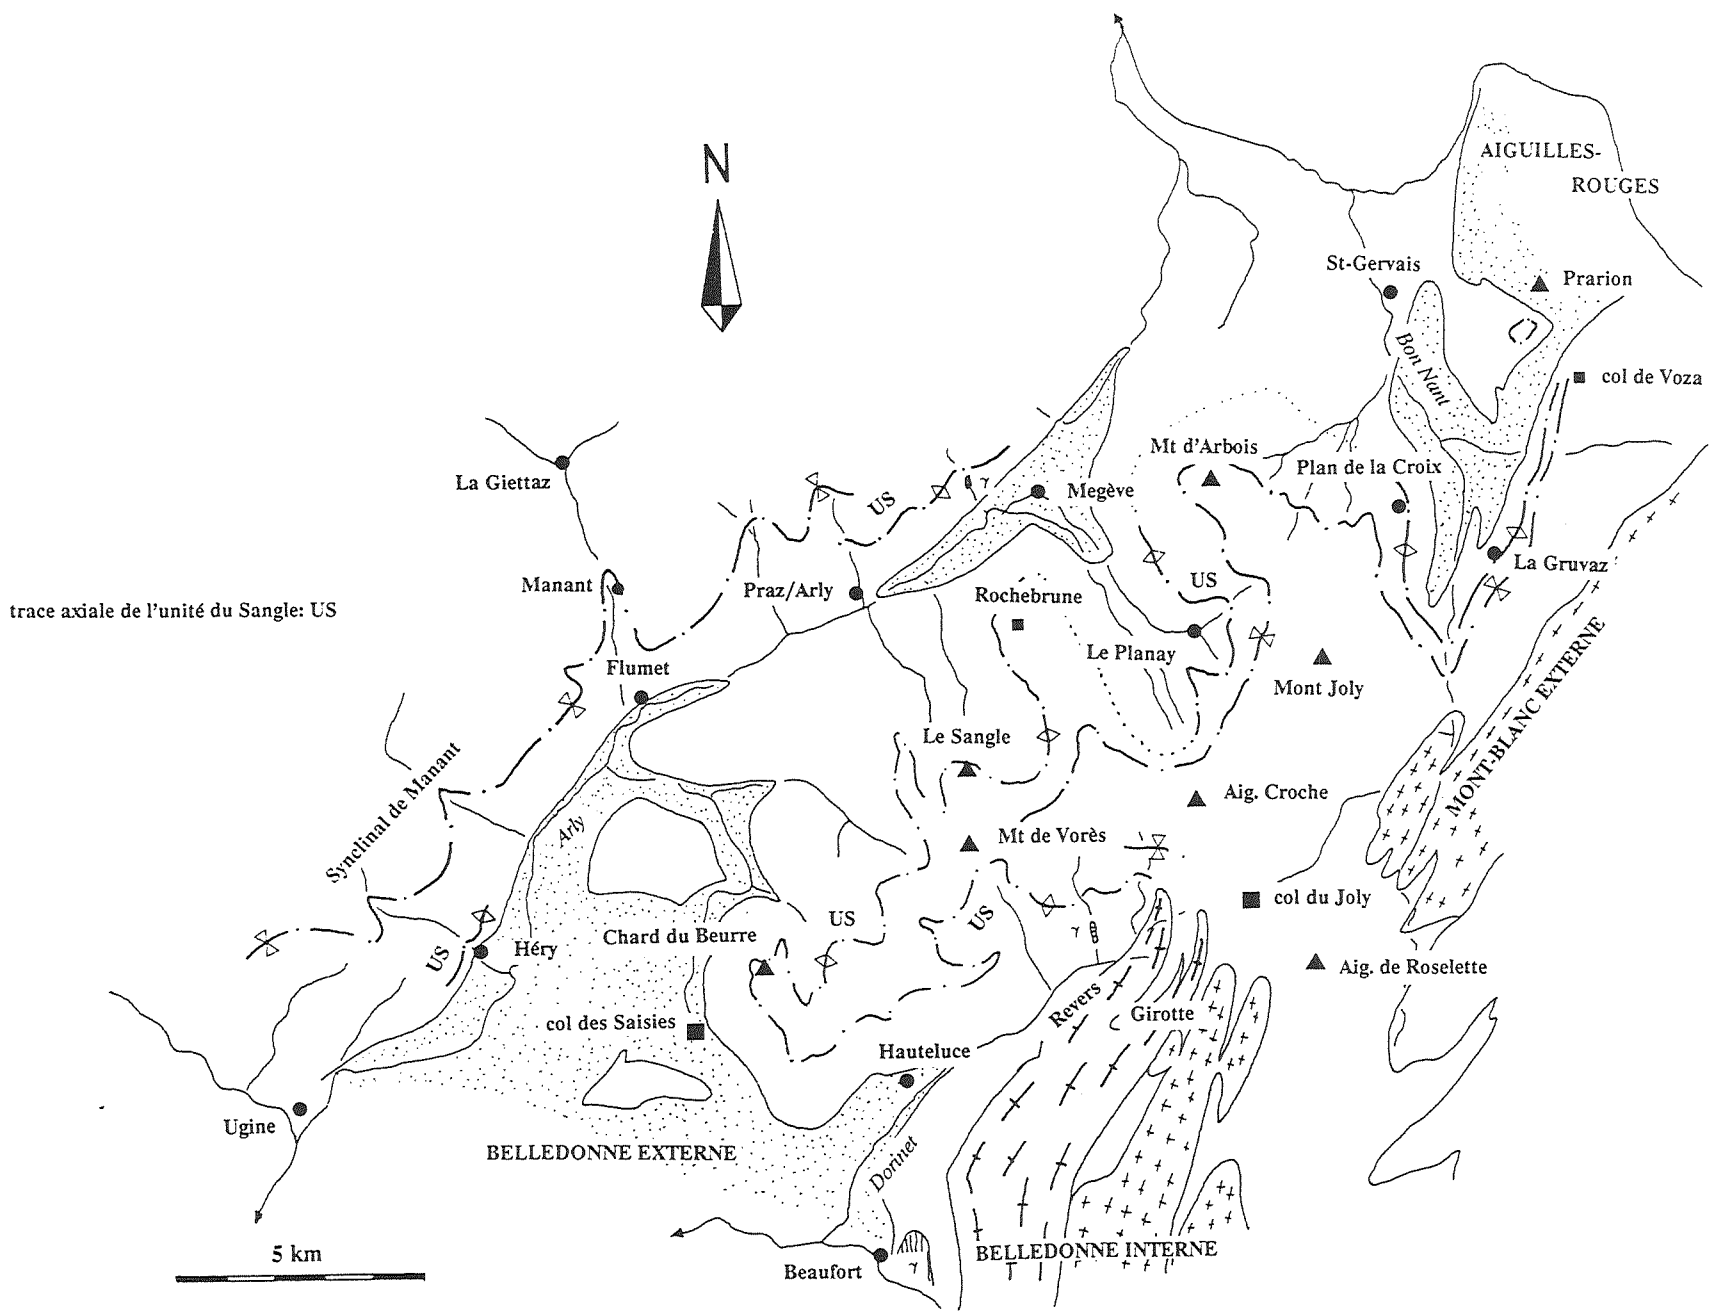 AIGUILLES-
ROUGES
N
St-Gervais
Prarion
Bon Nant
col de Voza
Mt d'Arbois
Plan de la Croix
La Giettaz
US
γ
Megève
La Gruvaz
Manant
Praz/Arly
Rochebrune
US
trace axiale de l'unité du Sangle: US
Le Planay
Flumet
Mont Joly
MONT-BLANC EXTERNE
Le Sangle
Synclinal de Manant
Aig. Croche
Arly
Mt de Vorès
col du Joly
US
US
γ
Chard du Beurre
Héry
US
Aig. de Roselette
Revers
Girotte
col des Saisies
Hauteluce
Ugine
BELLEDONNE EXTERNE
Dorinet
5 km
BELLEDONNE INTERNE
Beaufort
γ